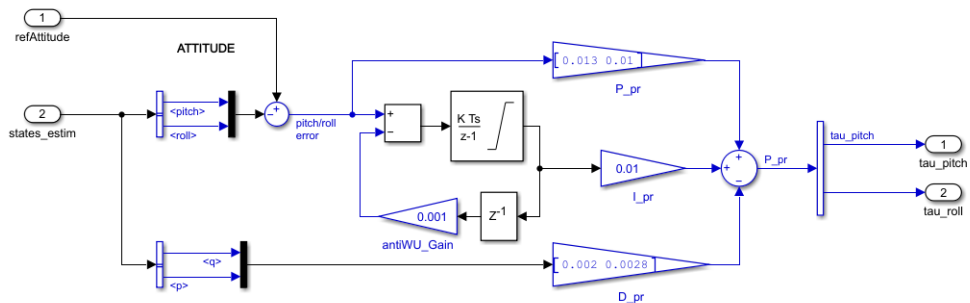 1
refAttitude
ATTITUDE
2
states_estim
<pitch>
<roll>
- +
pitch/roll
error
+
−
K Ts
z-1
0.001
antiWU_Gain
Z-1
[ 0.013 0.01 ]
P_pr
0.01
I_pr
<q>
<p>
[ 0.002 0.0028 ]
D_pr
+
+
−
P_pr
tau_pitch
1
tau_pitch
2
tau_roll